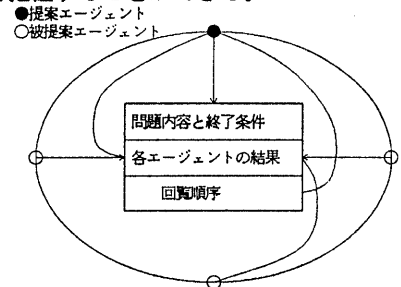 ●提案エージェント
○被提案エージェント
問題内容と終了条件
各エージェントの結果
回覧順序